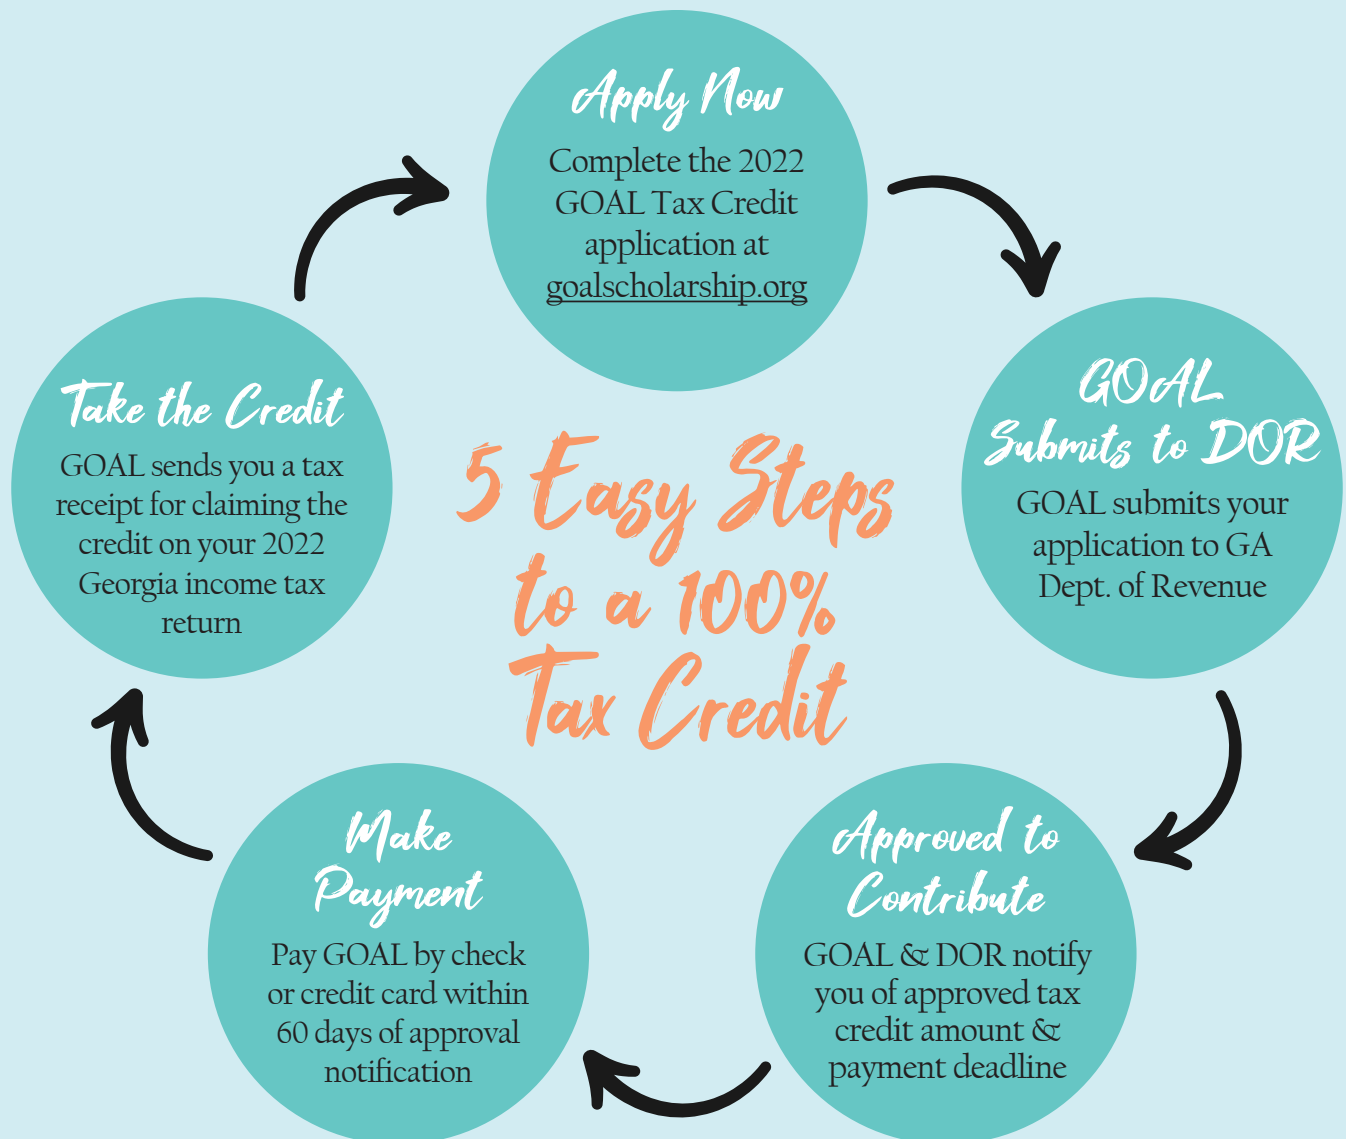 Apply Now
Complete the 2022
GOAL Tax Credit
application at
goalscholarship.org
GOAL
Submits to DOR
GOAL submits your
application to GA
Dept. of Revenue
Approved to
Contribute
GOAL & DOR notify
you of approved tax
credit amount &
payment deadline
Make
Payment
Pay GOAL by check
or credit card within
60 days of approval
notification
Take the Credit
GOAL sends you a tax
receipt for claiming the
credit on your 2022
Georgia income tax
return
5 Easy Steps
to a 100%
Tax Credit